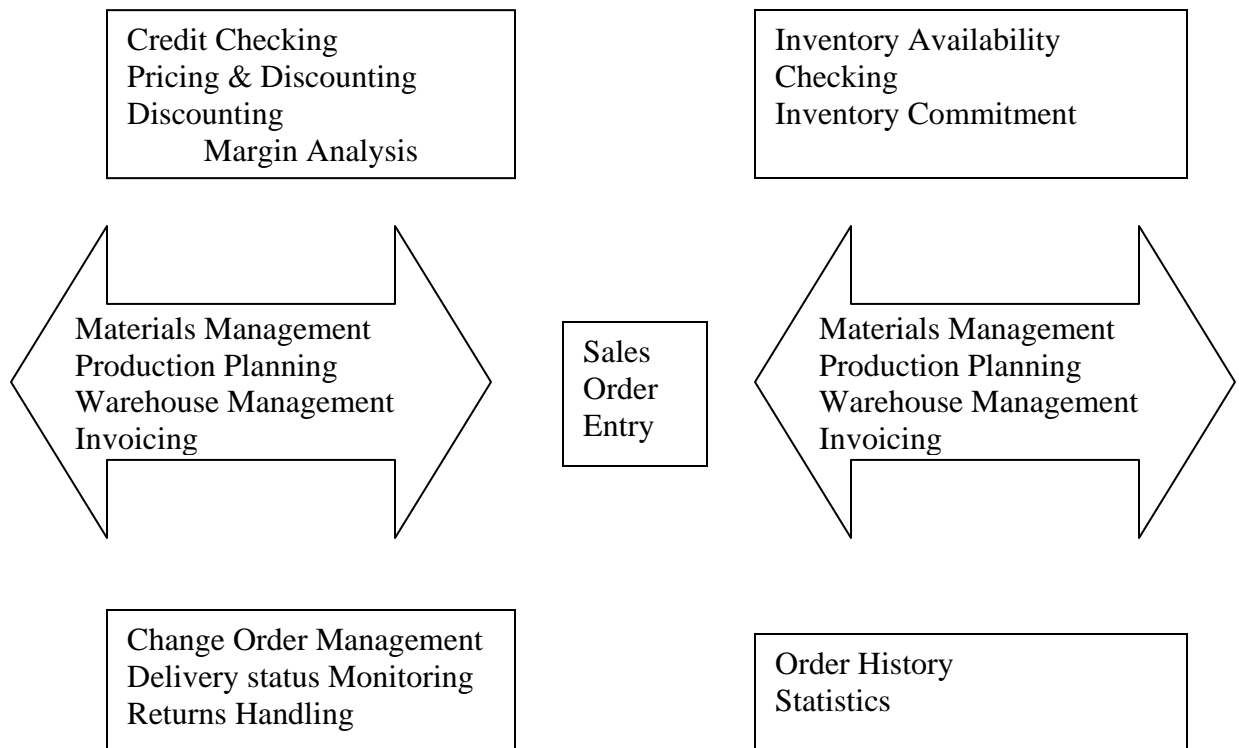 Credit Checking
Pricing & Discounting
Discounting
Margin Analysis
Inventory Availability
Checking
Inventory Commitment
Materials Management
Production Planning
Warehouse Management
Invoicing
Sales
Order
Entry
Materials Management
Production Planning
Warehouse Management
Invoicing
Change Order Management
Delivery status Monitoring
Returns Handling
Order History
Statistics